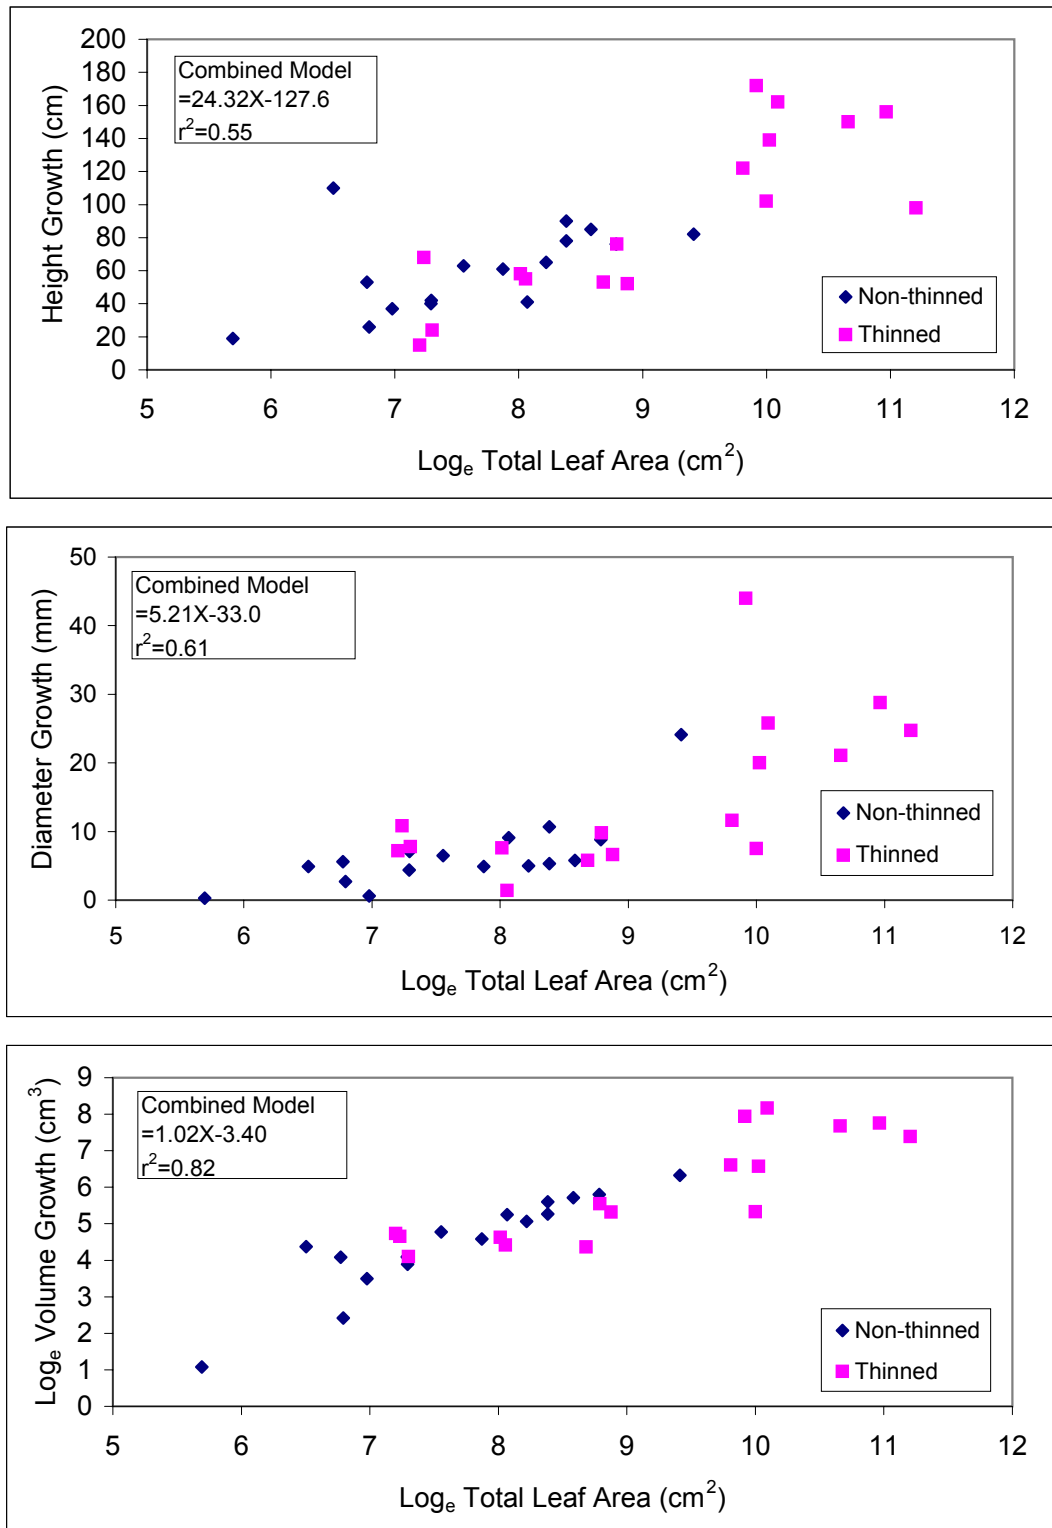 200
180
160
140
120
100
80
60
40
20
0
Height Growth (cm)
Combined Model
=24.32X-127.6
r²=0.55
Non-thinned
Thinned
5 6 7 8 9 10 11 12
Logₑ Total Leaf Area (cm²)
50
40
30
20
10
0
Diameter Growth (mm)
Combined Model
=5.21X-33.0
r²=0.61
Non-thinned
Thinned
5 6 7 8 9 10 11 12
Logₑ Total Leaf Area (cm²)
9
8
7
6
5
4
3
2
1
0
Logₑ Volume Growth (cm³)
Combined Model
=1.02X-3.40
r²=0.82
Non-thinned
Thinned
5 6 7 8 9 10 11 12
Logₑ Total Leaf Area (cm²)